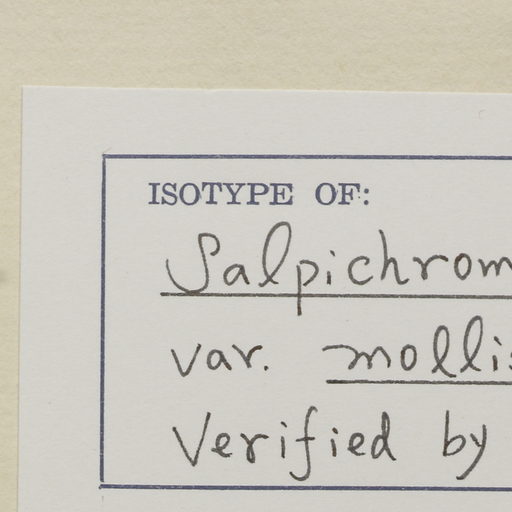 ISOTYPE OF:
Salpichrom
var. mollis
Verified by